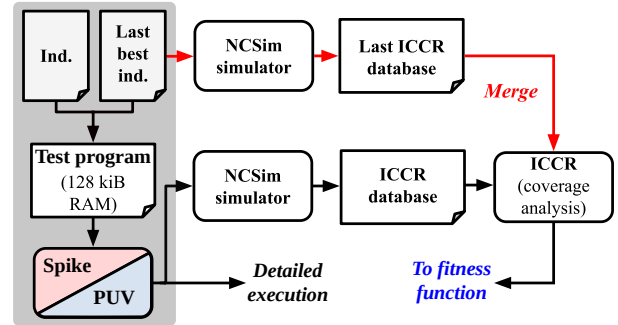 Ind.
Last
best
ind.
NCSim
simulator
Last ICCR
database
Merge
Test program
(128 kiB
RAM)
NCSim
simulator
ICCR
database
ICCR
(coverage
analysis)
Spike
PUV
Detailed
execution
To fitness
function